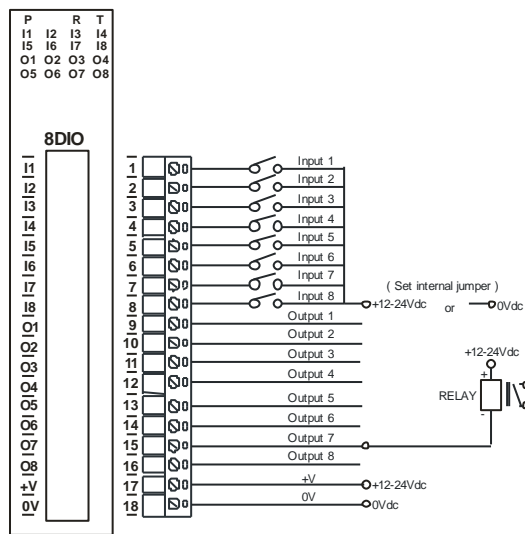 P R T
I1 I2 I3 I4
I5 I6 I7 I8
O1 O2 O3 O4
O5 O6 O7 O8
8DIO
I1 1 Input 1
I2 2 Input 2
I3 3 Input 3
I4 4 Input 4
I5 5 Input 5
I6 6 Input 6
I7 7 Input 7
I8 8 Input 8
( Set internal jumper )
+12-24Vdc or 0Vdc
O1 9 Output 1
O2 10 Output 2
O3 11 Output 3
O4 12 Output 4
O5 13 Output 5
O6 14 Output 6
O7 15 Output 7
O8 16 Output 8
+12-24Vdc
+
RELAY
-
+V 17 +V +12-24Vdc
0V 18 0V 0Vdc